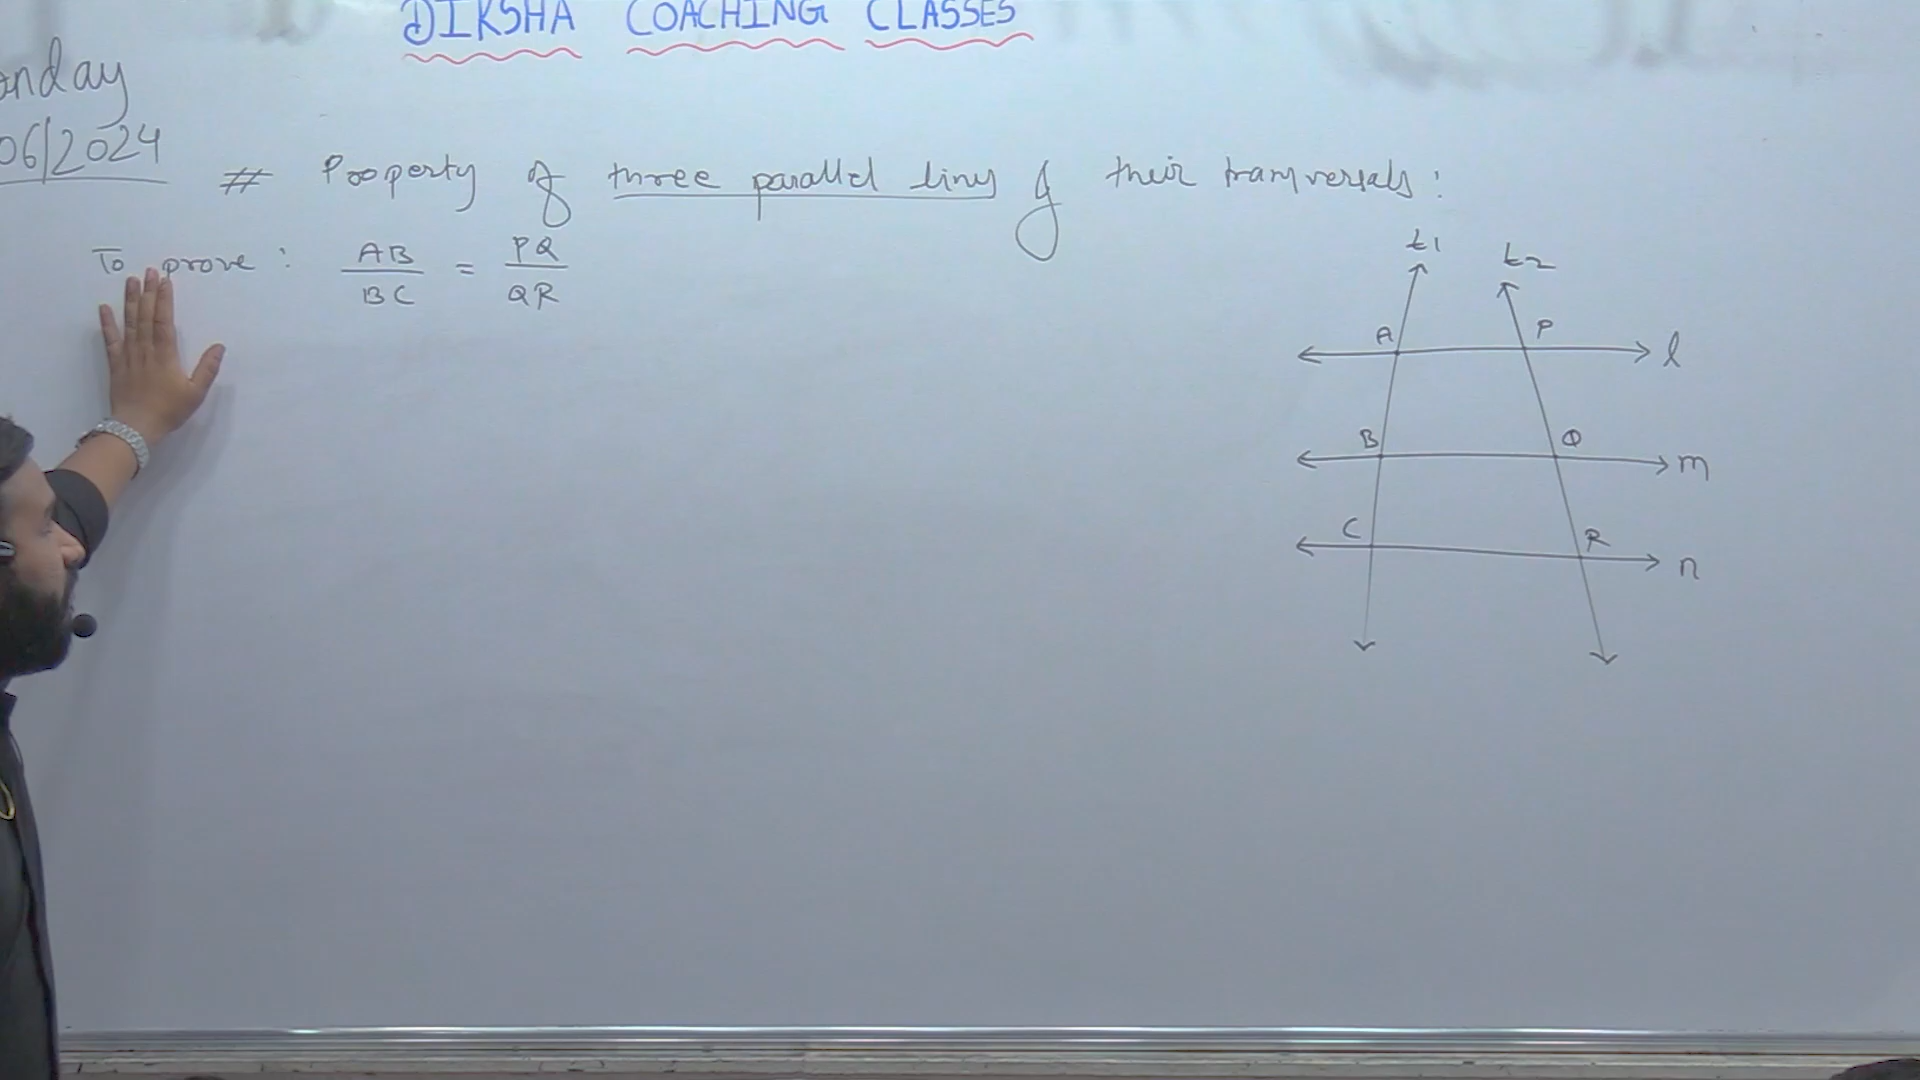 DIKSHA COACHING CLASSES
onday
06/2024
# Property of three parallel lines & their transversals :
To prove : AB/BC = PQ/QR
t1
t2
A P l
B Q m
C R n